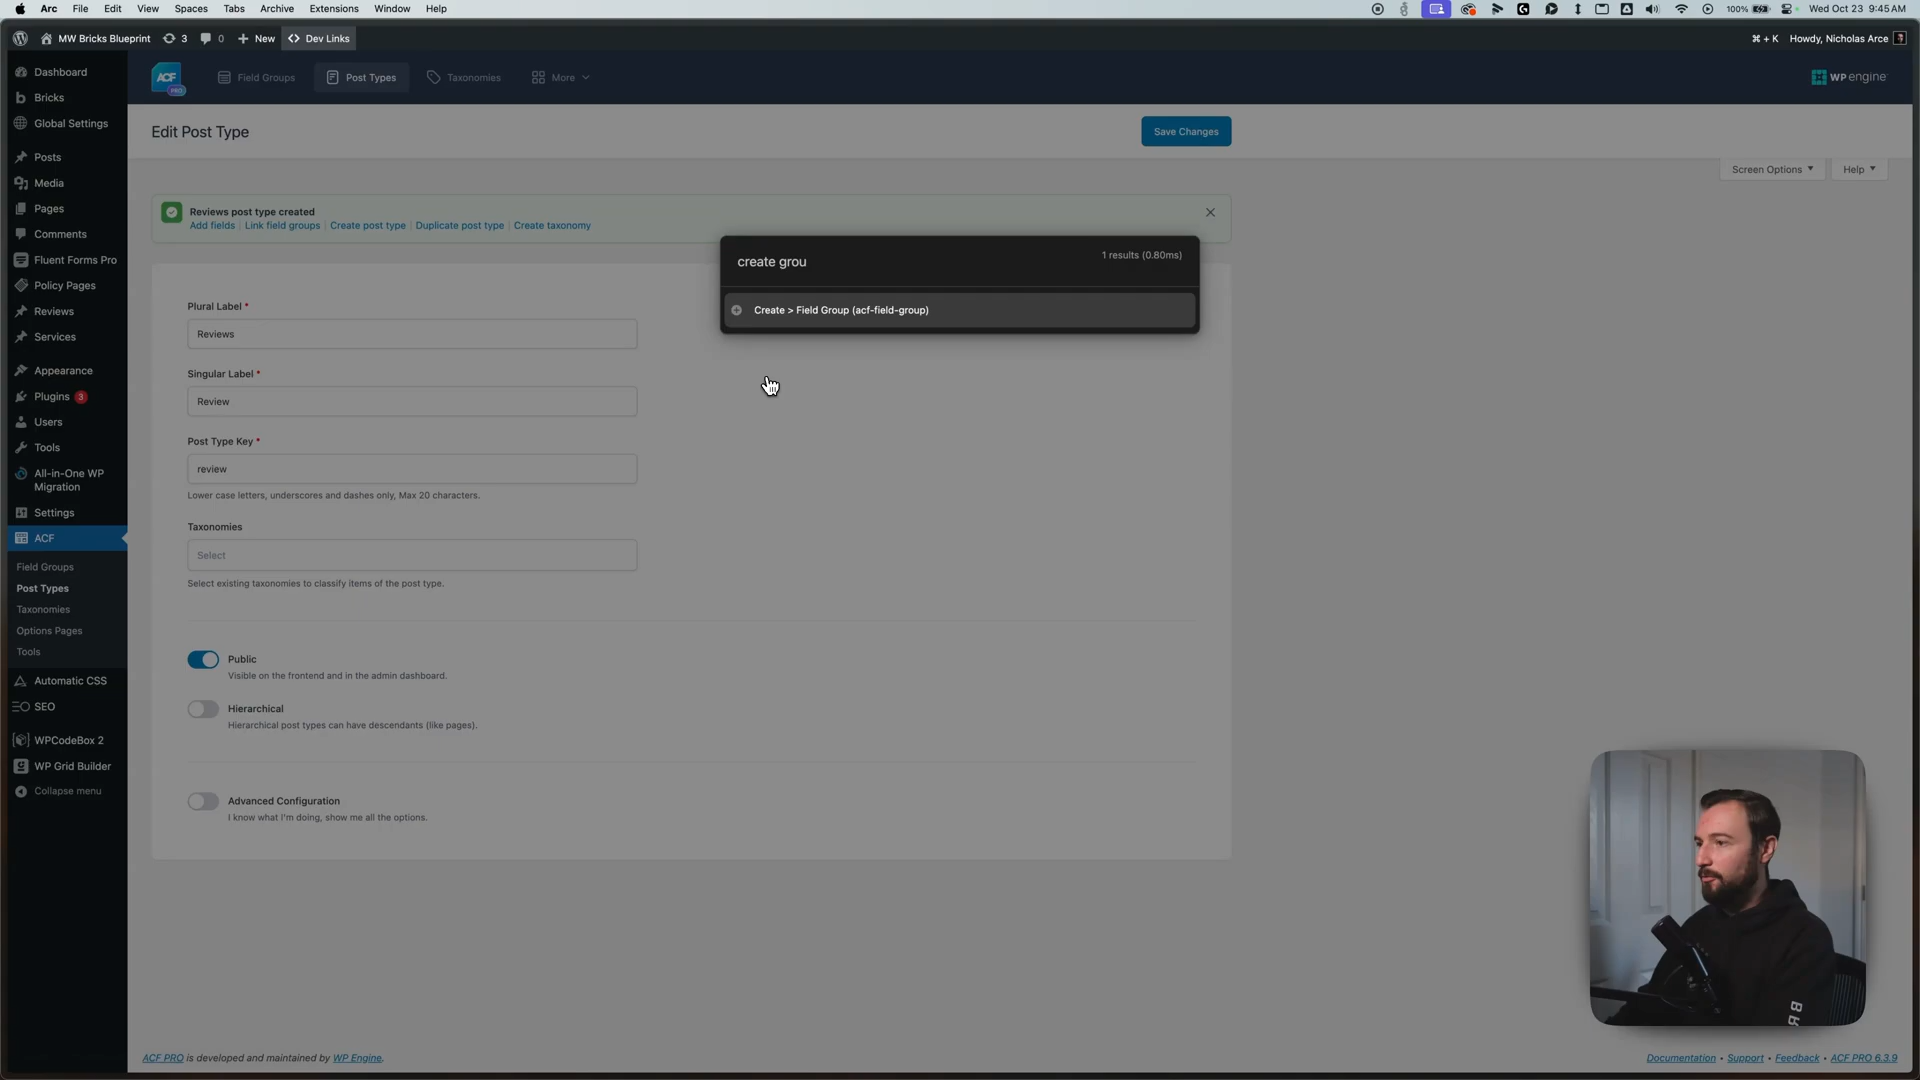 Arc File Edit View Spaces Tabs Archive Extensions Window Help
100% Wed Oct 23 9:45 AM
MW Bricks Blueprint 3 0 New Dev Links
⌘ + K Howdy, Nicholas Arce
Dashboard
Bricks
Global Settings
Posts
Media
Pages
Comments
Fluent Forms Pro
Policy Pages
Reviews
Services
Appearance
Plugins 3
Users
Tools
All-in-One WP
Migration
Settings
ACF
Field Groups
Post Types
Taxonomies
Options Pages
Tools
Automatic CSS
SEO
WPCodeBox 2
WP Grid Builder
Collapse menu
ACF
PRO
Field Groups Post Types Taxonomies More
WP engine
Edit Post Type
Save Changes
Screen Options Help
Reviews post type created
Add fields Link field groups Create post type Duplicate post type Create taxonomy
create grou
1 results (0.80ms)
Create > Field Group (acf-field-group)
Plural Label *
Reviews
Singular Label *
Review
Post Type Key *
review
Lower case letters, underscores and dashes only, Max 20 characters.
Taxonomies
Select
Select existing taxonomies to classify items of the post type.
Public
Visible on the frontend and in the admin dashboard.
Hierarchical
Hierarchical post types can have descendants (like pages).
Advanced Configuration
I know what I'm doing, show me all the options.
ACF PRO is developed and maintained by WP Engine.
Documentation • Support • Feedback • ACF PRO 6.3.9